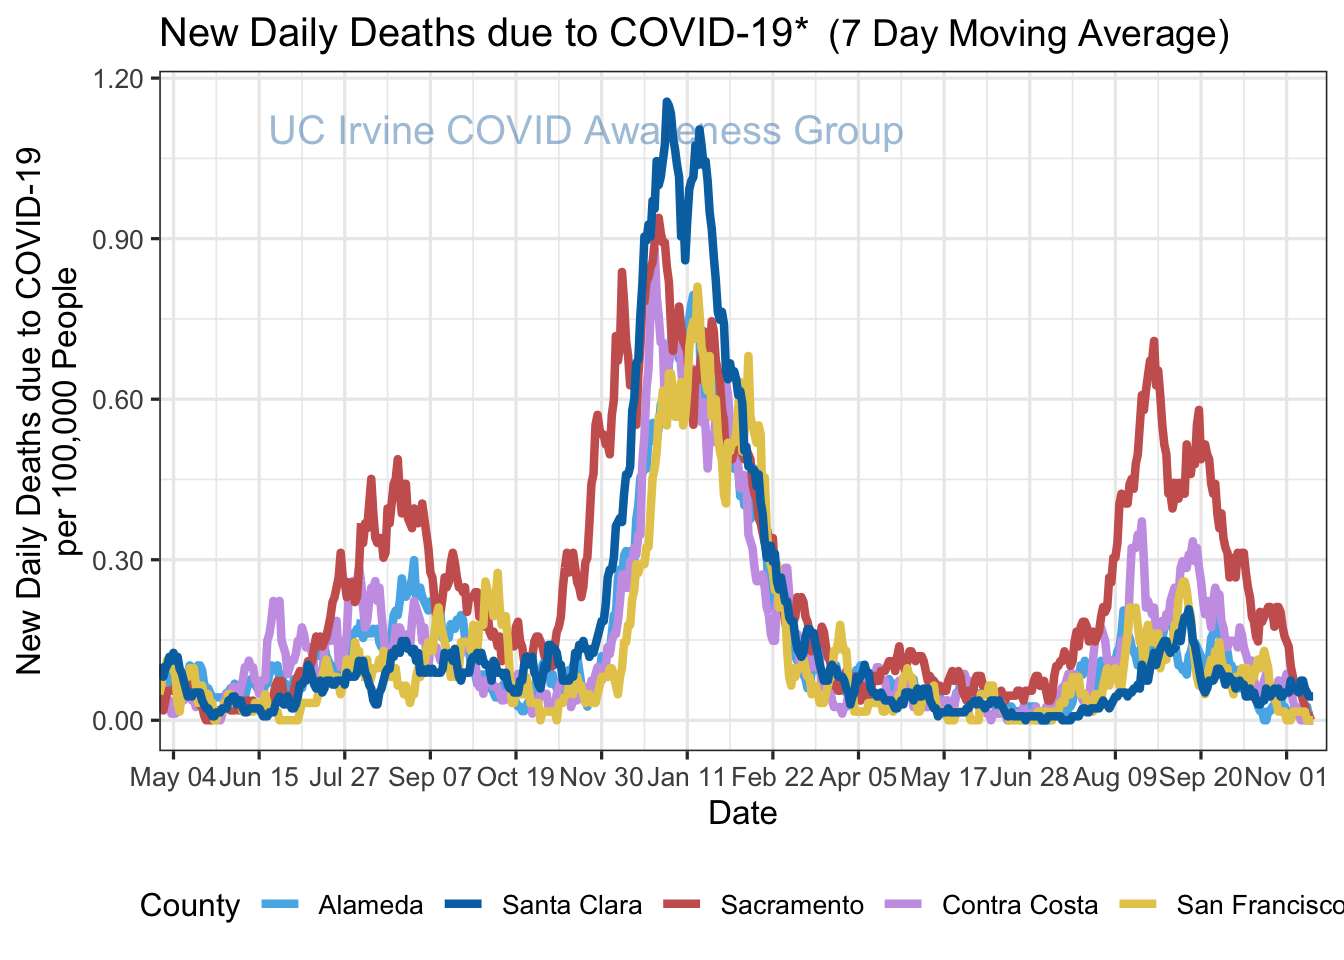 New Daily Deaths due to COVID-19* (7 Day Moving Average)
UC Irvine COVID Awareness Group
New Daily Deaths due to COVID-19
per 100,000 People
1.20
0.90
0.60
0.30
0.00
May 04 Jun 15 Jul 27 Sep 07 Oct 19 Nov 30 Jan 11 Feb 22 Apr 05 May 17 Jun 28 Aug 09 Sep 20 Nov 01
Date
County Alameda Santa Clara Sacramento Contra Costa San Francisco